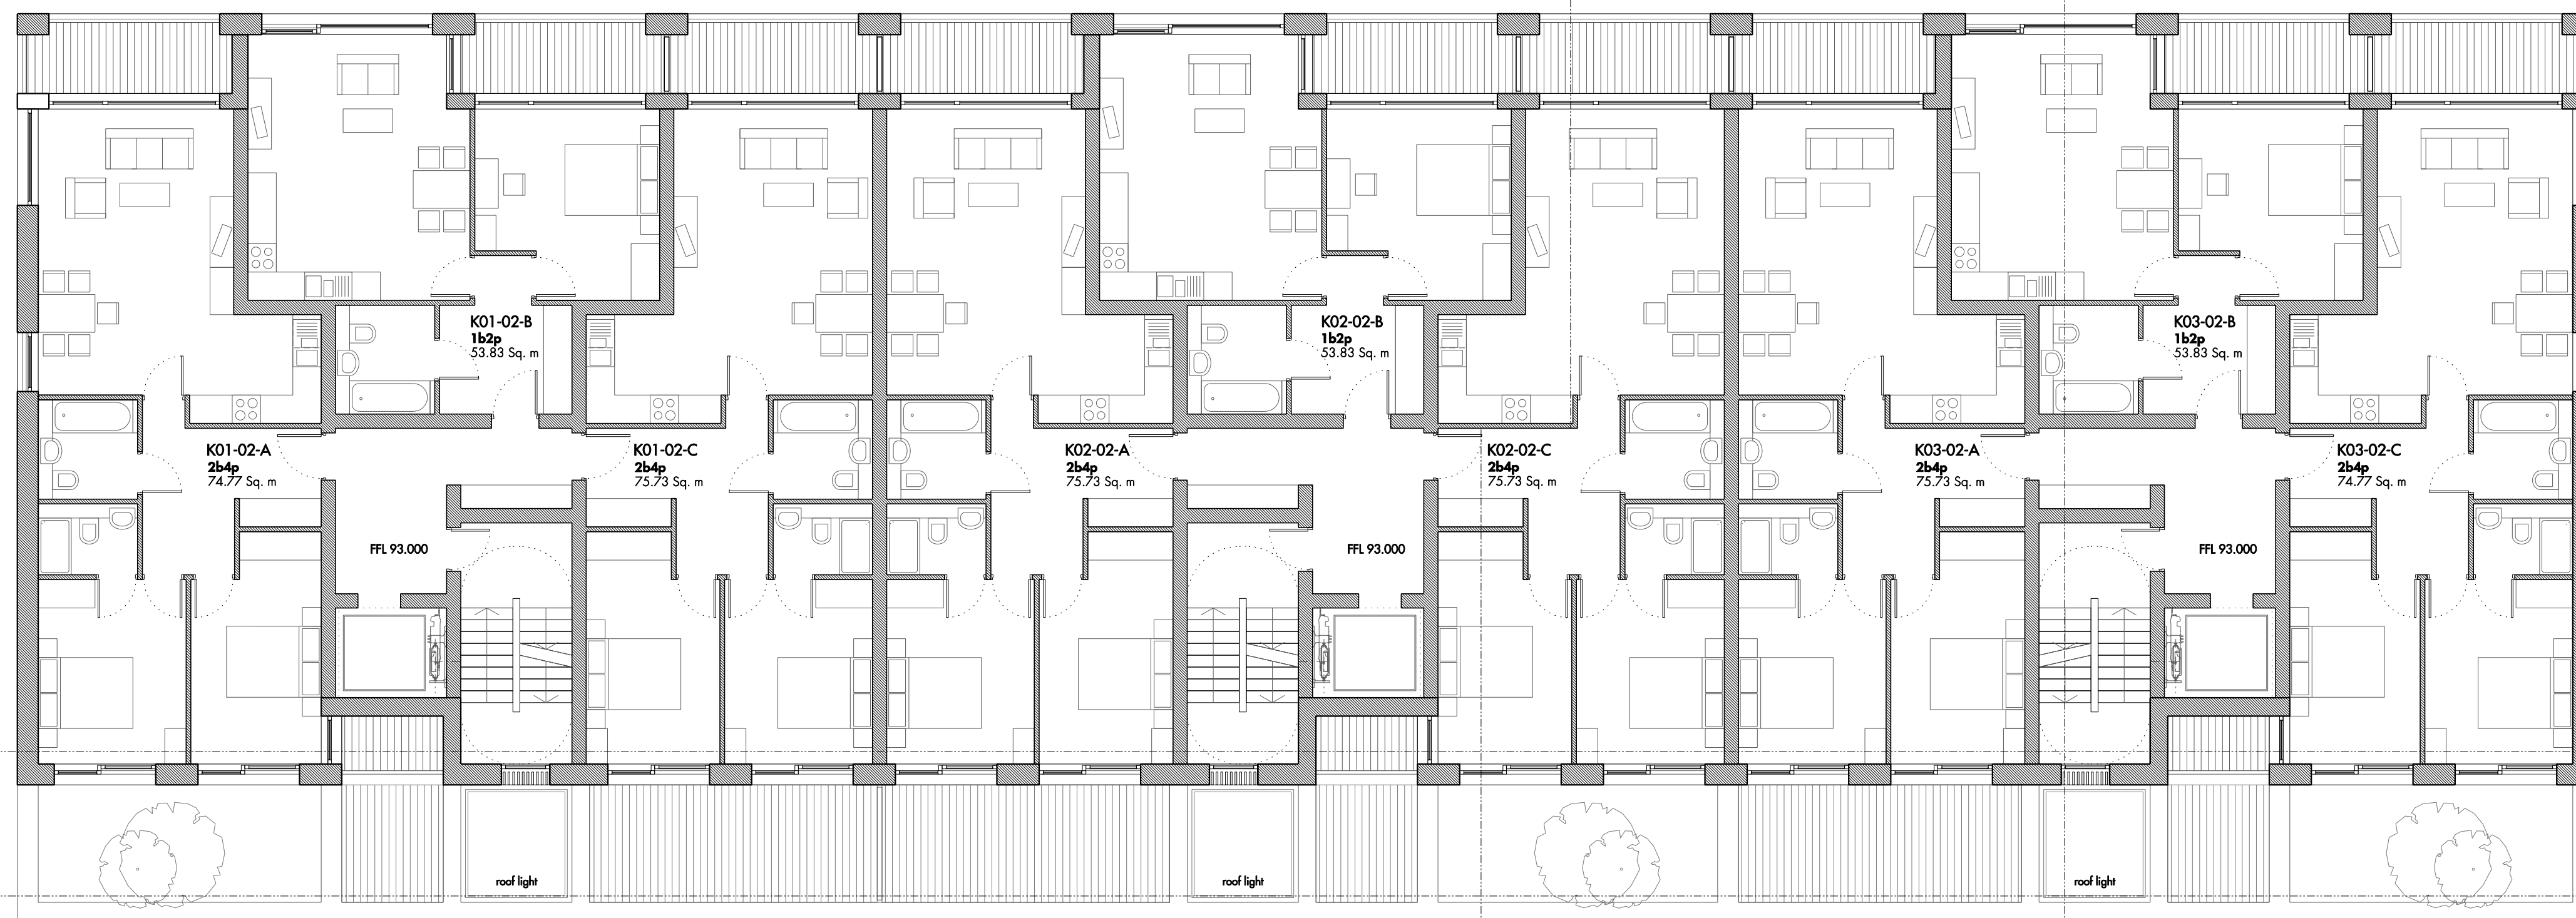 K01-02-B
1b2p
53.83 Sq. m
K02-02-B
1b2p
53.83 Sq. m
K03-02-B
1b2p
53.83 Sq. m
K01-02-A
2b4p
74.77 Sq. m
K01-02-C
2b4p
75.73 Sq. m
K02-02-A
2b4p
75.73 Sq. m
K02-02-C
2b4p
75.73 Sq. m
K03-02-A
2b4p
75.73 Sq. m
K03-02-C
2b4p
74.77 Sq. m
FFL 93.000
FFL 93.000
FFL 93.000
roof light
roof light
roof light